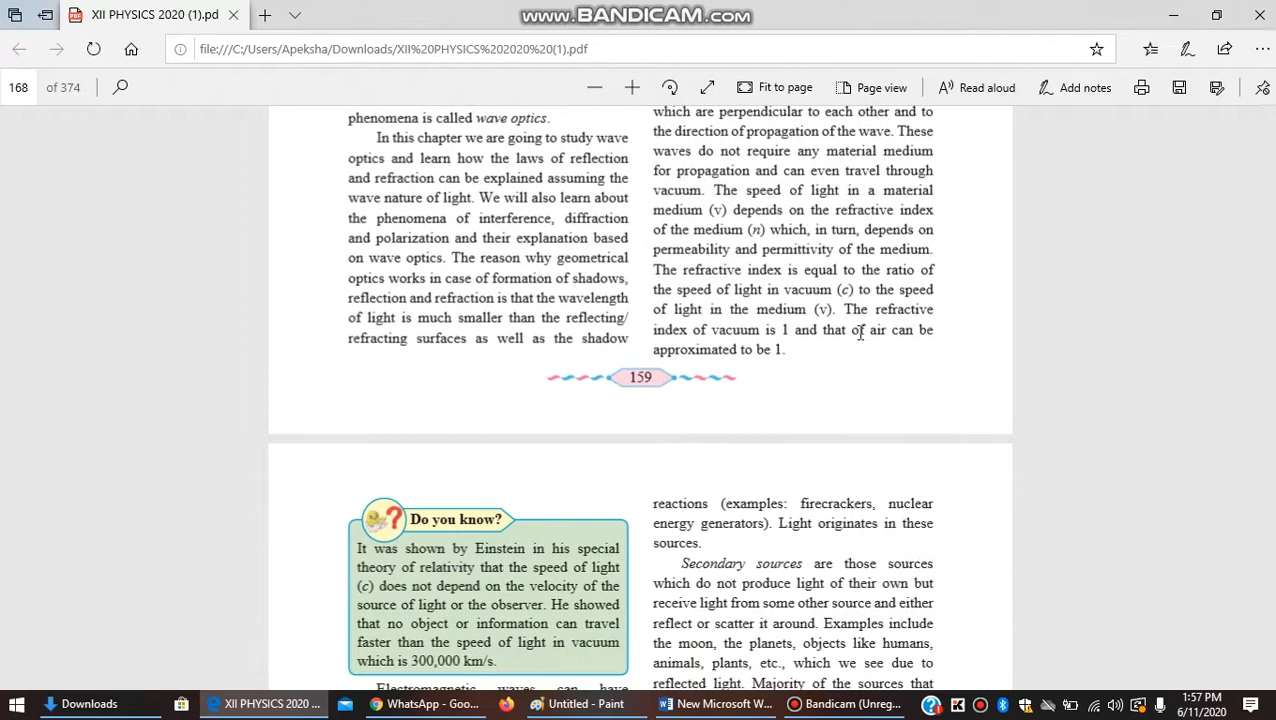 XII PHYSICS 2020 (1).pd
www.BANDICAM.com
file:///C:/Users/Apeksha/Downloads/XII%20PHYSICS%202020%20(1).pdf
168 of 374
Fit to page
Page view
Read aloud
Add notes
phenomena is called wave optics.
In this chapter we are going to study wave
optics and learn how the laws of reflection
and refraction can be explained assuming the
wave nature of light. We will also learn about
the phenomena of interference, diffraction
and polarization and their explanation based
on wave optics. The reason why geometrical
optics works in case of formation of shadows,
reflection and refraction is that the wavelength
of light is much smaller than the reflecting/
refracting surfaces as well as the shadow
which are perpendicular to each other and to
the direction of propagation of the wave. These
waves do not require any material medium
for propagation and can even travel through
vacuum. The speed of light in a material
medium (v) depends on the refractive index
of the medium (n) which, in turn, depends on
permeability and permittivity of the medium.
The refractive index is equal to the ratio of
the speed of light in vacuum (c) to the speed
of light in the medium (v). The refractive
index of vacuum is 1 and that of air can be
approximated to be 1.
159
Do you know?
It was shown by Einstein in his special
theory of relativity that the speed of light
(c) does not depend on the velocity of the
source of light or the observer. He showed
that no object or information can travel
faster than the speed of light in vacuum
which is 300,000 km/s.
Electromagnetic waves can have
reactions (examples: firecrackers, nuclear
energy generators). Light originates in these
sources.
Secondary sources are those sources
which do not produce light of their own but
receive light from some other source and either
reflect or scatter it around. Examples include
the moon, the planets, objects like humans,
animals, plants, etc., which we see due to
reflected light. Majority of the sources that
Downloads
XII PHYSICS 2020 ...
WhatsApp - Goo...
Untitled - Paint
New Microsoft W...
Bandicam (Unreg...
1:57 PM
6/11/2020